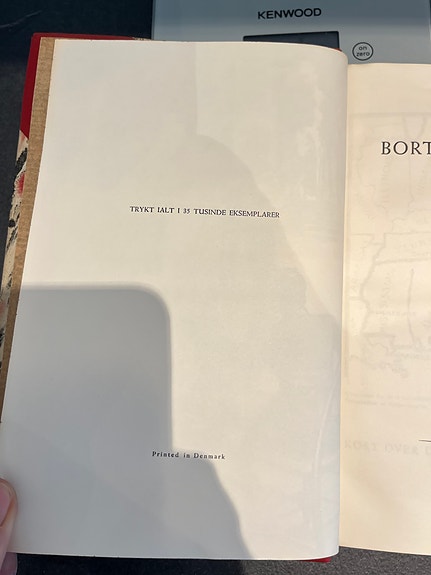 KENWOOD
on
zero
TRYKT IALT I 35 TUSINDE EKSEMPLARER
Printed in Denmark
BORT